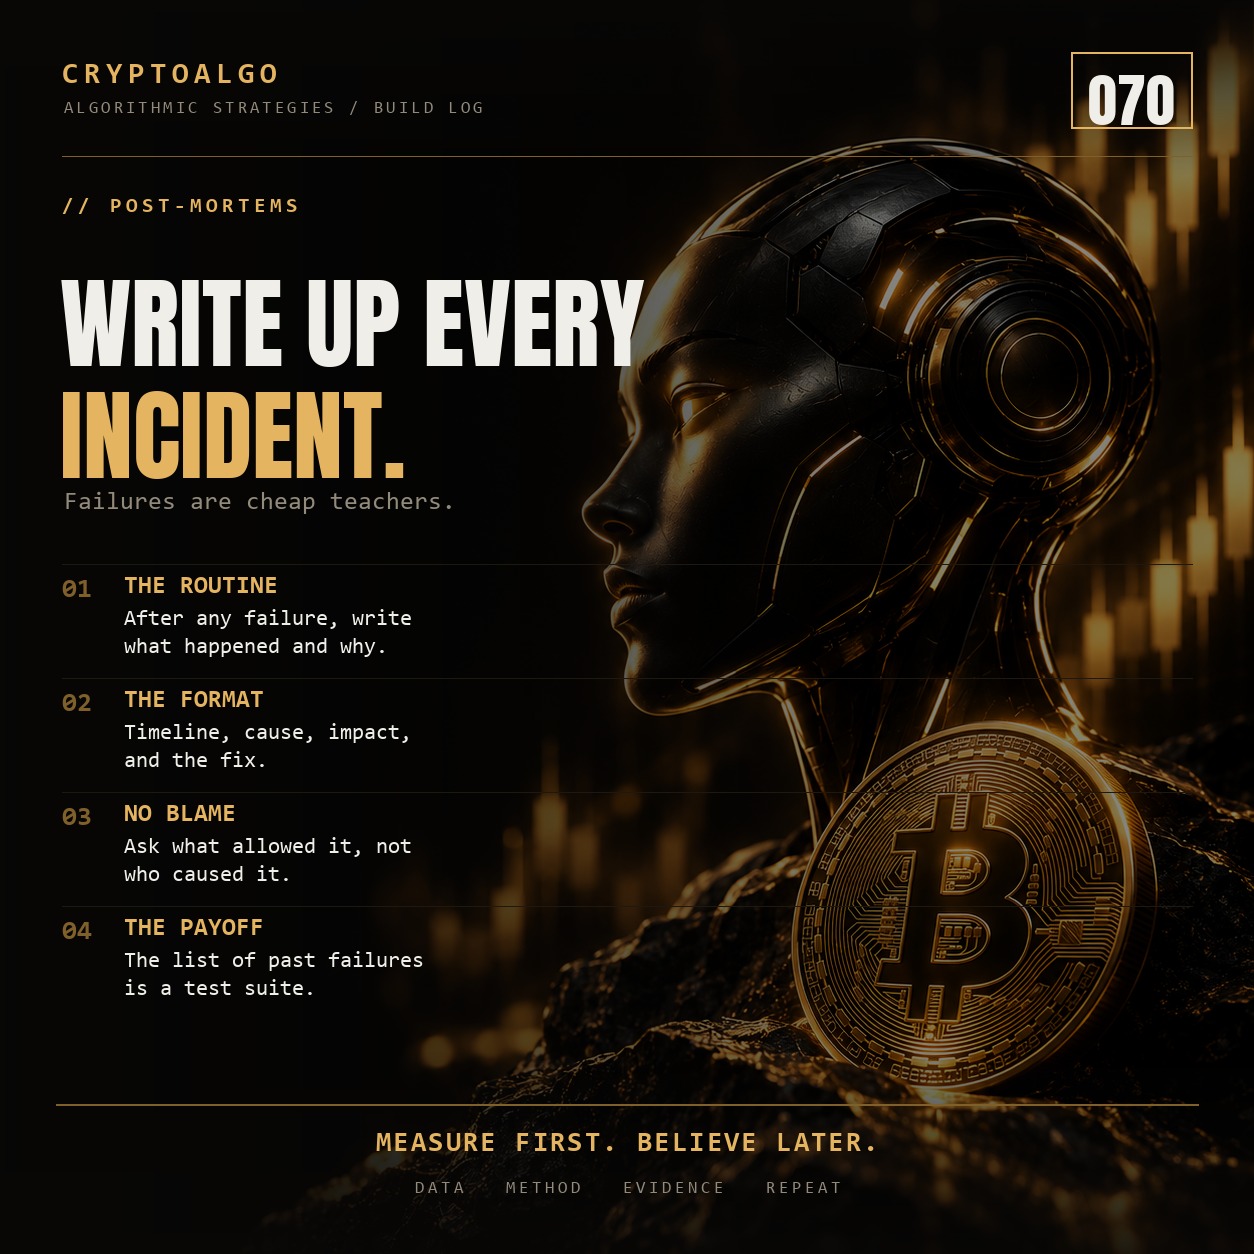 CRYPTOALGO
ALGORITHMIC STRATEGIES / BUILD LOG
070
// POST-MORTEMS
WRITE UP EVERY
INCIDENT.
Failures are cheap teachers.
01 THE ROUTINE
After any failure, write
what happened and why.
02 THE FORMAT
Timeline, cause, impact,
and the fix.
03 NO BLAME
Ask what allowed it, not
who caused it.
04 THE PAYOFF
The list of past failures
is a test suite.
MEASURE FIRST. BELIEVE LATER.
DATA METHOD EVIDENCE REPEAT